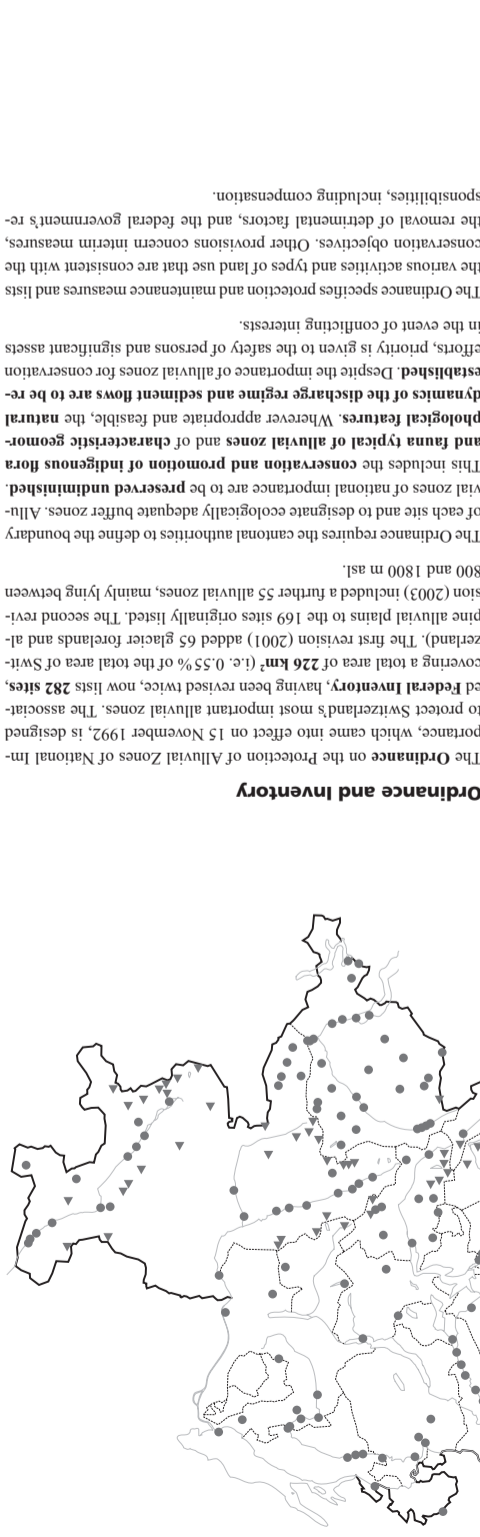 Ordinance and Inventory
The Ordinance on the Protection of Alluvial Zones of National Im-
portance, which came into effect on 15 November 1992, is designed
to protect Switzerland's most important alluvial zones. The associat-
ed Federal Inventory, having been revised twice, now lists 282 sites,
covering a total area of 226 km² (i.e. 0.55 % of the total area of Swit-
zerland). The first revision (2001) added 65 glacier forelands and al-
pine alluvial plains to the 169 sites originally listed. The second revi-
sion (2003) included a further 55 alluvial zones, mainly lying between
800 and 1800 m asl.
The Ordinance requires the cantonal authorities to define the boundary
of each site and to designate ecologically adequate buffer zones. Allu-
vial zones of national importance are to be preserved undiminished.
This includes the conservation and promotion of indigenous flora
and fauna typical of alluvial zones and of characteristic geomor-
phological features. Wherever appropriate and feasible, the natural
dynamics of the discharge regime and sediment flows are to be re-
established. Despite the importance of alluvial zones for conservation
efforts, priority is given to the safety of persons and significant assets
in the event of conflicting interests.
The Ordinance specifies protection and maintenance measures and lists
the various activities and types of land use that are consistent with the
conservation objectives. Other provisions concern interim measures,
the removal of detrimental factors, and the federal government's re-
sponsibilities, including compensation.